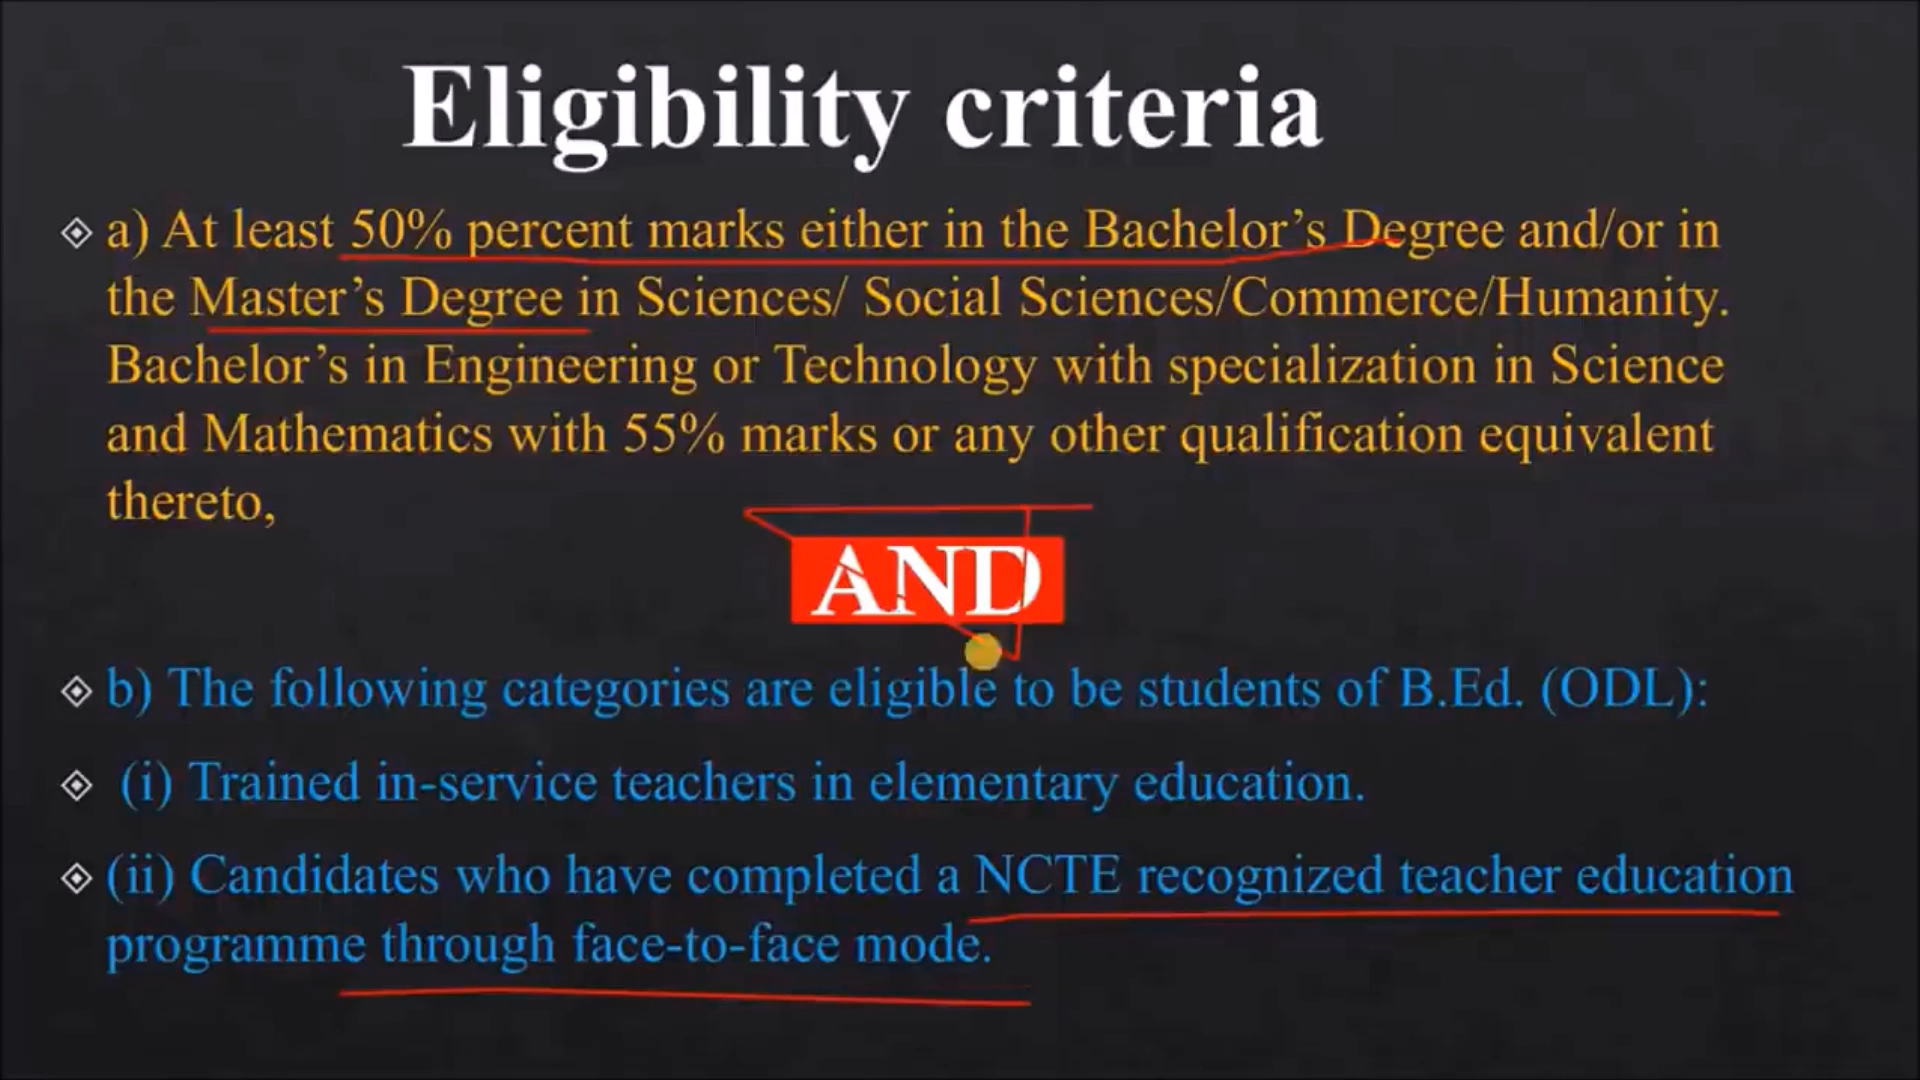 Eligibility criteria
a) At least 50% percent marks either in the Bachelor’s Degree and/or in
the Master’s Degree in Sciences/ Social Sciences/Commerce/Humanity.
Bachelor’s in Engineering or Technology with specialization in Science
and Mathematics with 55% marks or any other qualification equivalent
thereto,
AND
b) The following categories are eligible to be students of B.Ed. (ODL):
(i) Trained in-service teachers in elementary education.
(ii) Candidates who have completed a NCTE recognized teacher education
programme through face-to-face mode.